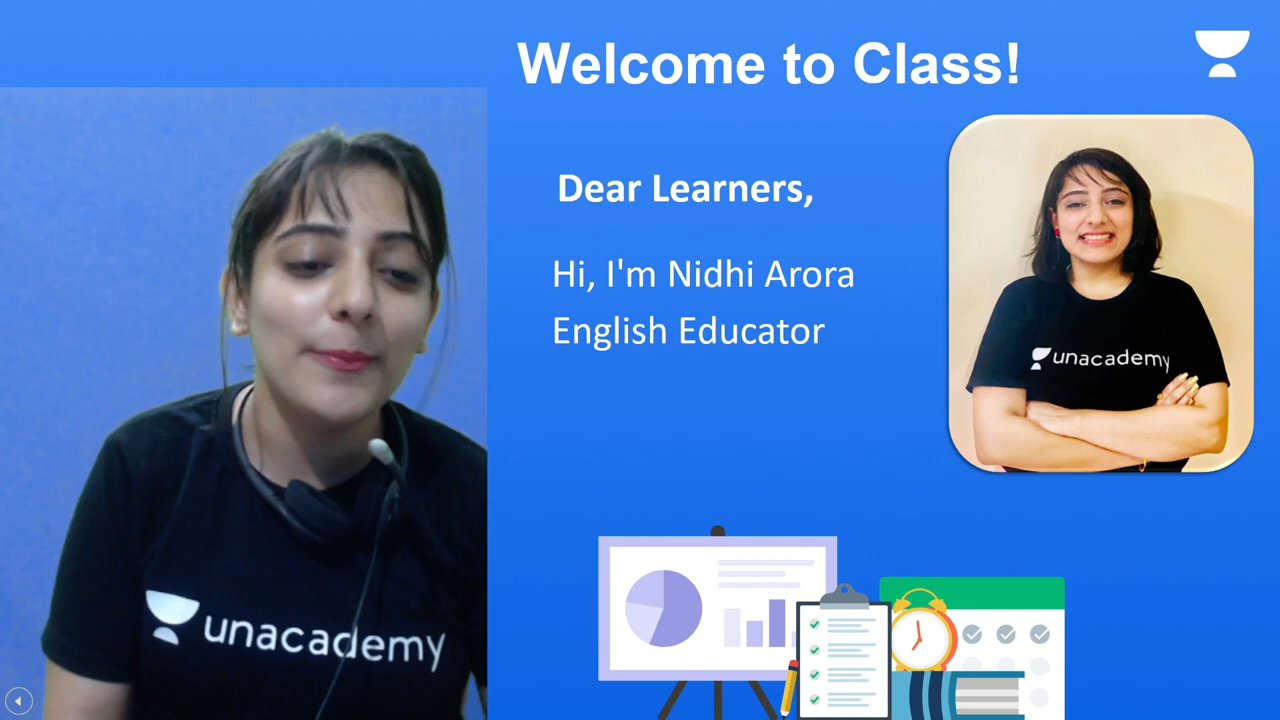 Welcome to Class!
Dear Learners,
Hi, I'm Nidhi Arora
English Educator
unacademy
unacademy